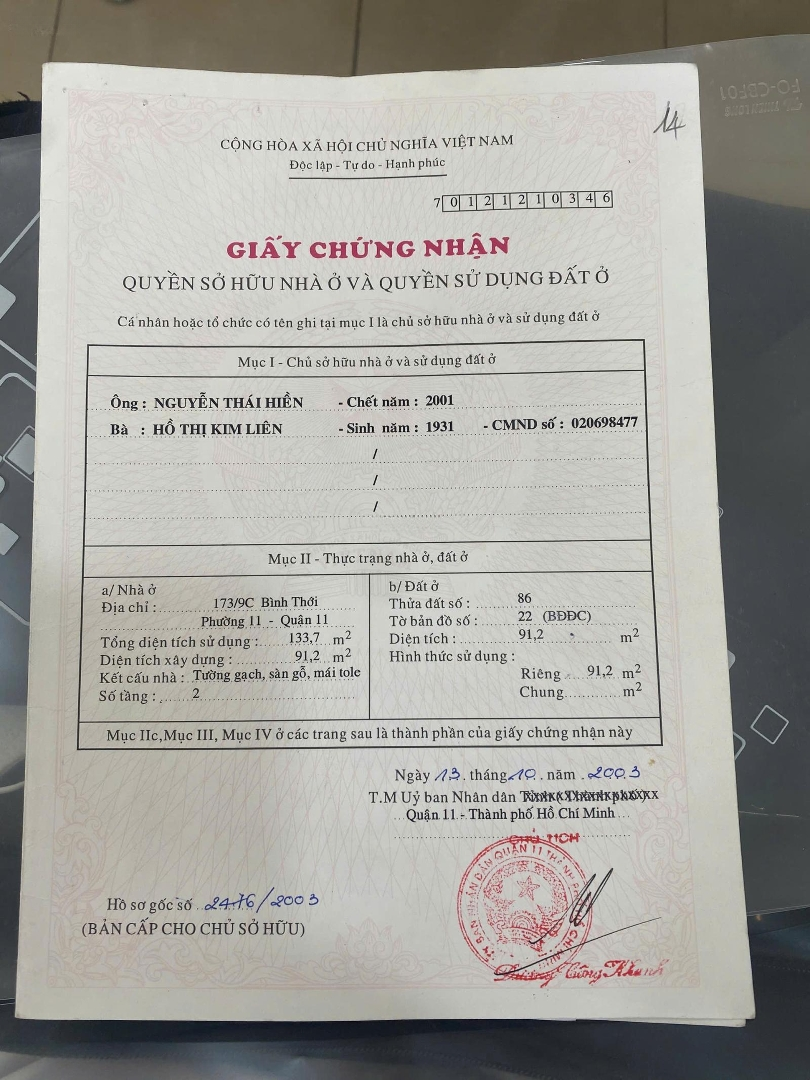 14
CỘNG HÒA XÃ HỘI CHỦ NGHĨA VIỆT NAM
Độc lập - Tự do - Hạnh phúc
7 0 1 2 1 2 1 0 3 4 6
GIẤY CHỨNG NHẬN
QUYỀN SỞ HỮU NHÀ Ở VÀ QUYỀN SỬ DỤNG ĐẤT Ở
Cá nhân hoặc tổ chức có tên ghi tại mục I là chủ sở hữu nhà ở và sử dụng đất ở
Mục I - Chủ sở hữu nhà ở và sử dụng đất ở
Ông : NGUYỄN THÁI HIỀN - Chết năm : 2001
Bà : HỒ THỊ KIM LIÊN - Sinh năm : 1931 - CMND số : 020698477
/
/
/
Mục II - Thực trạng nhà ở, đất ở
a/ Nhà ở
Địa chỉ : 173/9C Bình Thới
Phường 11 - Quận 11
Tổng diện tích sử dụng : 133,7 m2
Diện tích xây dựng : 91,2 m2
Kết cấu nhà : Tường gạch, sàn gỗ, mái tole
Số tầng : 2
b/ Đất ở
Thửa đất số : 86
Tờ bản đồ số : 22 (BĐĐC)
Diện tích : 91,2 m2
Hình thức sử dụng :
Riêng 91,2 m2
Chung m2
Mục IIc,Mục III, Mục IV ở các trang sau là thành phần của giấy chứng nhận này
Ngày 13 tháng 10 năm 2003
T.M Uỷ ban Nhân dân
Quận 11 - Thành phố Hồ Chí Minh
CHỦ TỊCH
Hồ sơ gốc số 2476/2003
(BẢN CẤP CHO CHỦ SỞ HỮU)
Công Khanh